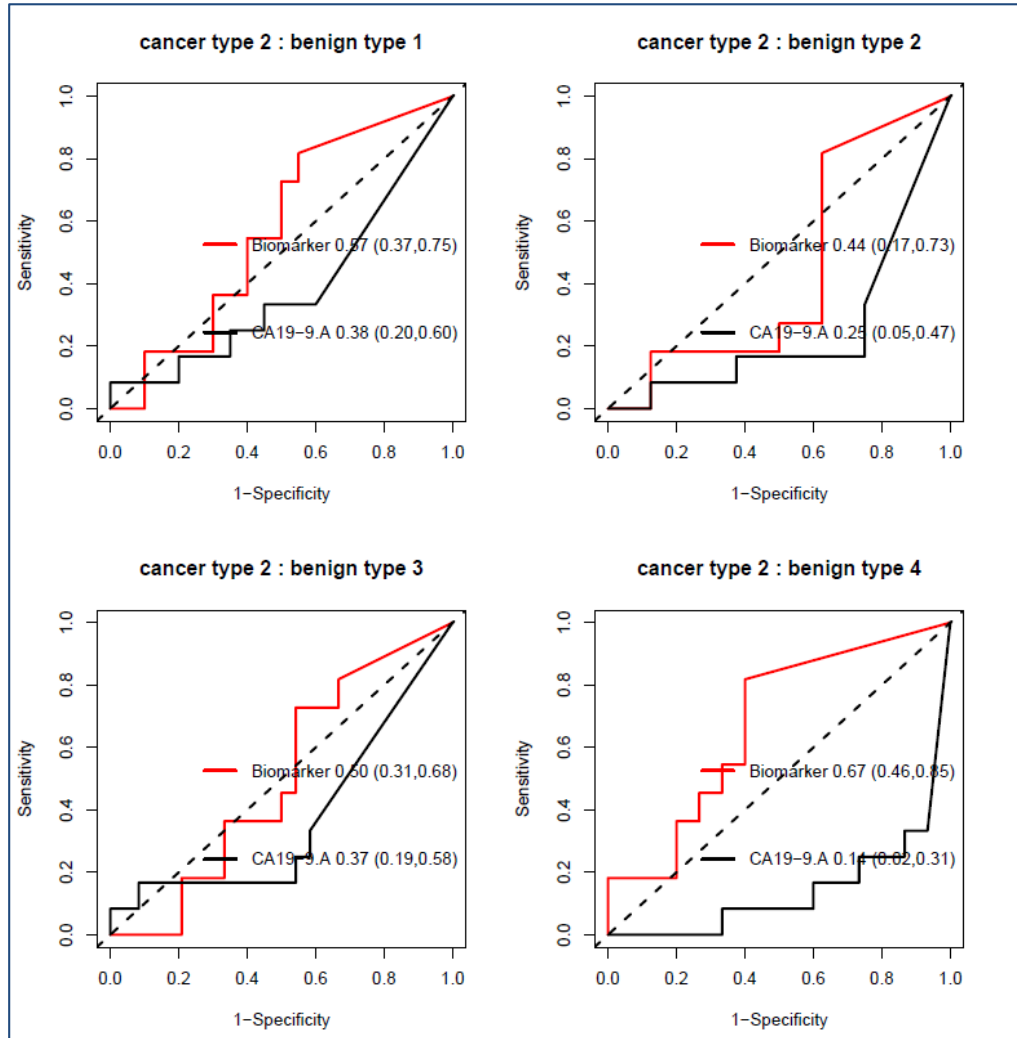 cancer type 2 : benign type 1
1.0
0.8
0.6
0.4
0.2
0.0
Sensitivity
Biomarker 0.57 (0.37,0.75)
CA19-9.A 0.38 (0.20,0.60)
0.0 0.2 0.4 0.6 0.8 1.0
1-Specificity
cancer type 2 : benign type 2
1.0
0.8
0.6
0.4
0.2
0.0
Sensitivity
Biomarker 0.44 (0.17,0.73)
CA19-9.A 0.25 (0.05,0.47)
0.0 0.2 0.4 0.6 0.8 1.0
1-Specificity
cancer type 2 : benign type 3
1.0
0.8
0.6
0.4
0.2
0.0
Sensitivity
Biomarker 0.50 (0.31,0.68)
CA19-9.A 0.37 (0.19,0.58)
0.0 0.2 0.4 0.6 0.8 1.0
1-Specificity
cancer type 2 : benign type 4
1.0
0.8
0.6
0.4
0.2
0.0
Sensitivity
Biomarker 0.67 (0.46,0.85)
CA19-9.A 0.14 (0.02,0.31)
0.0 0.2 0.4 0.6 0.8 1.0
1-Specificity